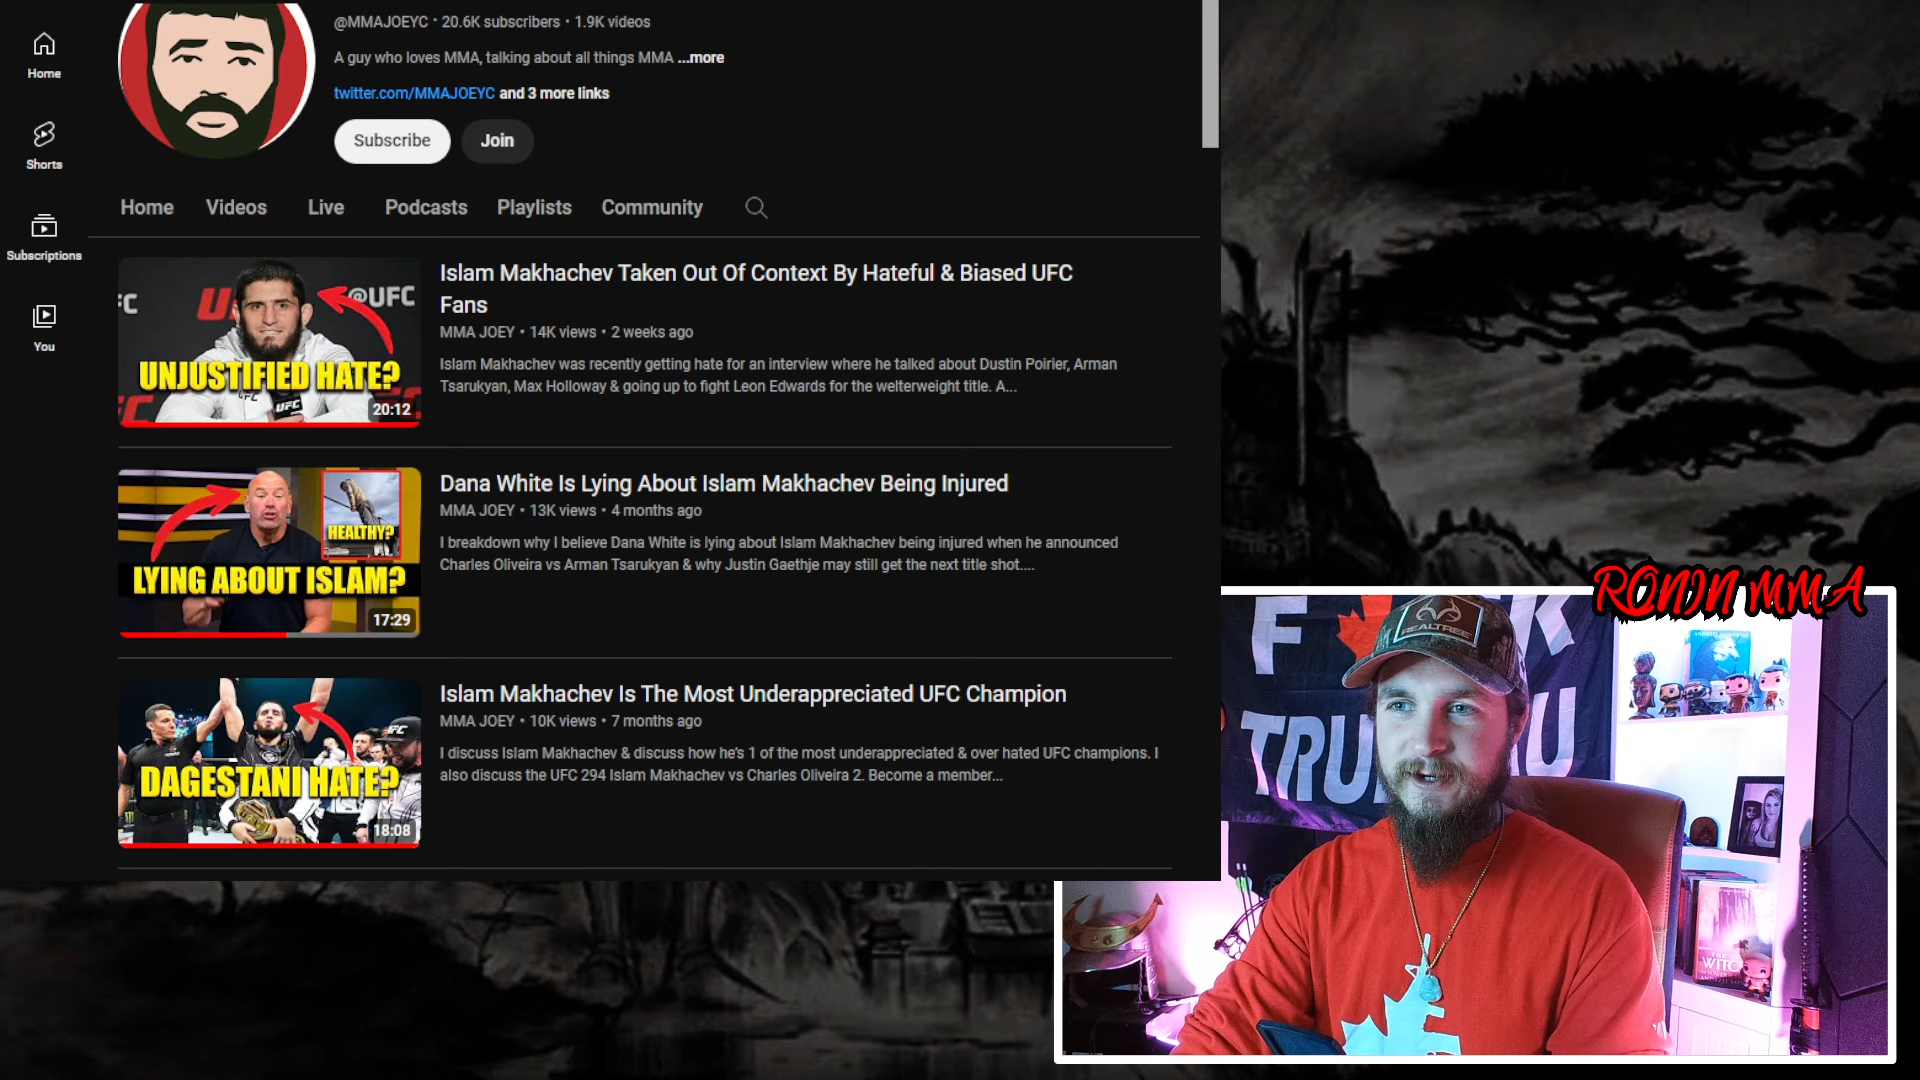 @MMAJOEYC • 20.6K subscribers • 1.9K videos
A guy who loves MMA, talking about all things MMA ...more
twitter.com/MMAJOEYC and 3 more links
Subscribe
Join
Home
Shorts
Subscriptions
You
Home
Videos
Live
Podcasts
Playlists
Community
@UFC
UNJUSTIFIED HATE?
UFC
20:12
Islam Makhachev Taken Out Of Context By Hateful & Biased UFC
Fans
MMA JOEY • 14K views • 2 weeks ago
Islam Makhachev was recently getting hate for an interview where he talked about Dustin Poirier, Arman
Tsarukyan, Max Holloway & going up to fight Leon Edwards for the welterweight title. A...
HEALTHY?
LYING ABOUT ISLAM?
17:29
Dana White Is Lying About Islam Makhachev Being Injured
MMA JOEY • 13K views • 4 months ago
I breakdown why I believe Dana White is lying about Islam Makhachev being injured when he announced
Charles Oliveira vs Arman Tsarukyan & why Justin Gaethje may still get the next title shot....
DAGESTANI HATE?
18:08
Islam Makhachev Is The Most Underappreciated UFC Champion
MMA JOEY • 10K views • 7 months ago
I discuss Islam Makhachev & discuss how he's 1 of the most underappreciated & over hated UFC champions. I
also discuss the UFC 294 Islam Makhachev vs Charles Oliveira 2. Become a member...
RONIN MMA
F K
TRU U
REALTREE
THE
WITC